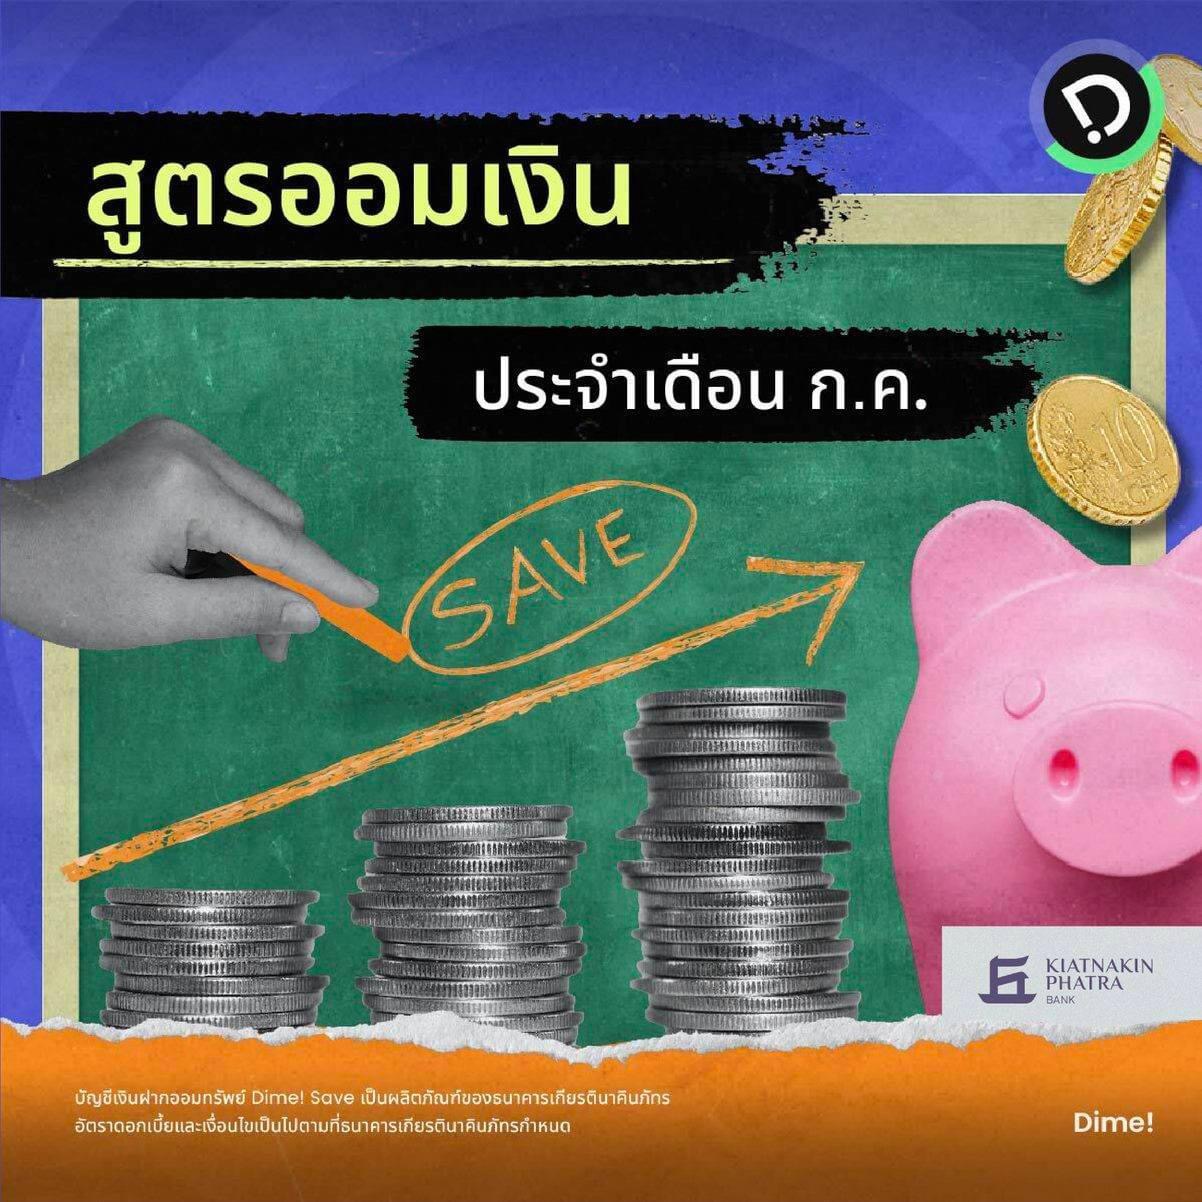 สูตรออมเงิน
ประจำเดือน ก.ค.
SAVE
10
KIATNAKIN
PHATRA
BANK
บัญชีเงินฝากออมทรัพย์ Dime! Save เป็นผลิตภัณฑ์ของธนาคารเกียรตินาคินภัทร
อัตราดอกเบี้ยและเงื่อนไขเป็นไปตามที่ธนาคารเกียรตินาคินภัทรกำหนด
Dime!